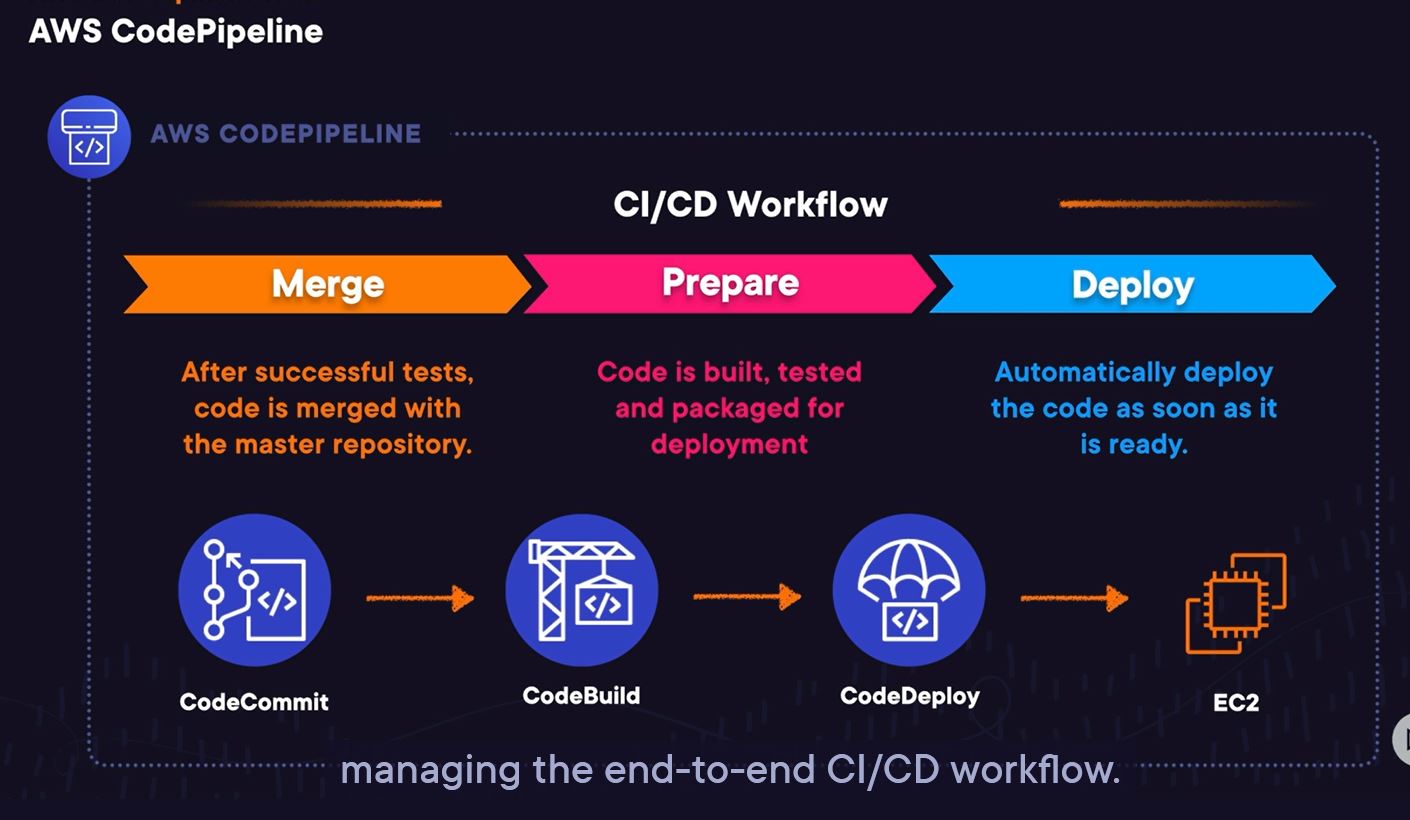 AWS CodePipeline
AWS CODEPIPELINE
CI/CD Workflow
Merge
Prepare
Deploy
After successful tests,
code is merged with
the master repository.
Code is built, tested
and packaged for
deployment
Automatically deploy
the code as soon as it
is ready.
</>
</>
</>
</>
CodeCommit
CodeBuild
CodeDeploy
EC2
managing the end-to-end CI/CD workflow.